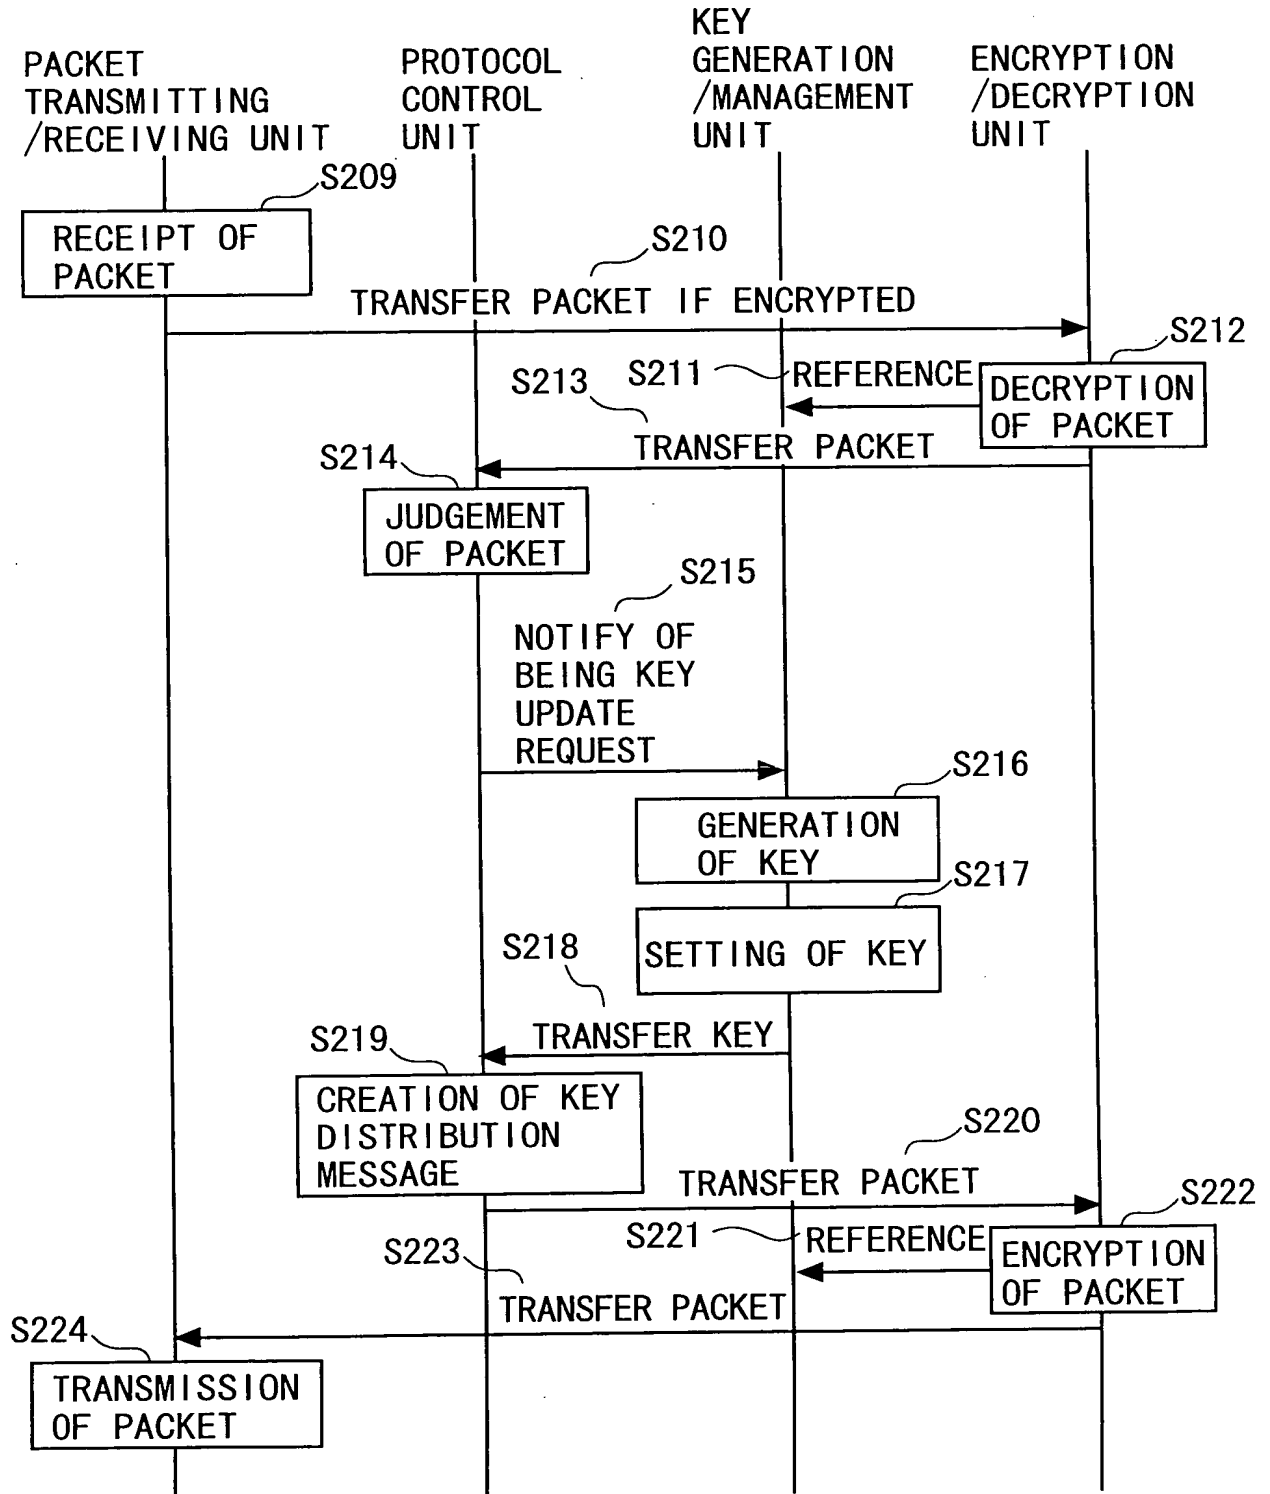 PACKET
TRANSMITTING
/RECEIVING UNIT
PROTOCOL
CONTROL
UNIT
KEY
GENERATION
/MANAGEMENT
UNIT
ENCRYPTION
/DECRYPTION
UNIT
S209
RECEIPT OF
PACKET
S210
TRANSFER PACKET IF ENCRYPTED
S212
S211
REFERENCE
DECRYPTION
OF PACKET
S213
TRANSFER PACKET
S214
JUDGEMENT
OF PACKET
S215
NOTIFY OF
BEING KEY
UPDATE
REQUEST
S216
GENERATION
OF KEY
S217
SETTING OF KEY
S218
TRANSFER KEY
S219
CREATION OF KEY
DISTRIBUTION
MESSAGE
S220
TRANSFER PACKET
S222
S221
REFERENCE
ENCRYPTION
OF PACKET
S223
TRANSFER PACKET
S224
TRANSMISSION
OF PACKET